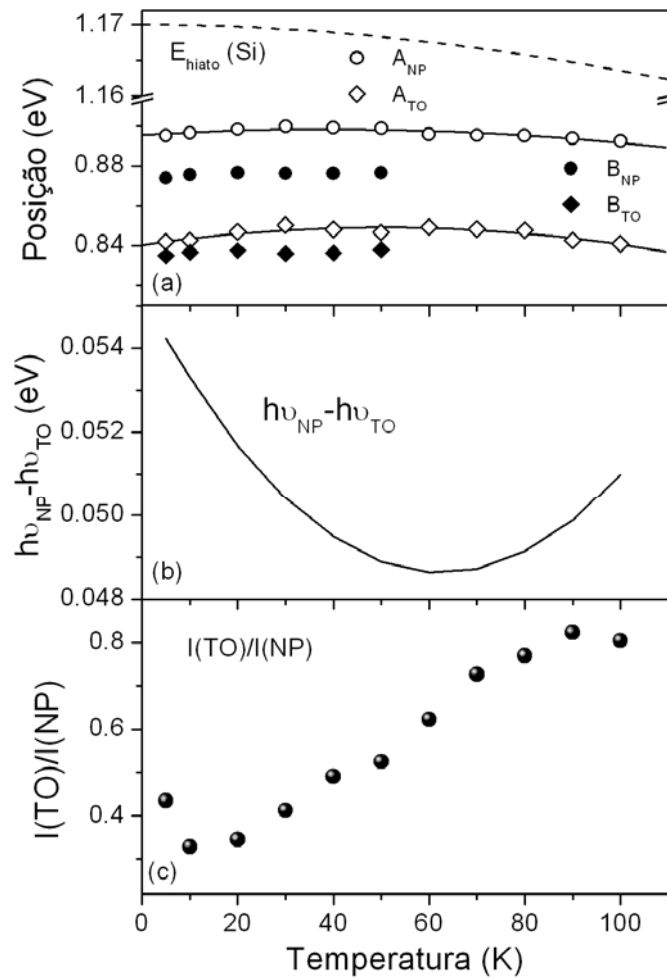 1.17
E_hiato (Si)
A_NP
A_TO
1.16
Posição (eV)
0.88
B_NP
B_TO
0.84
(a)
0.054
hυ_NP-hυ_TO (eV)
hυ_NP-hυ_TO
0.052
0.050
(b)
0.048
I(TO)/I(NP)
0.8
I(TO)/I(NP)
0.6
0.4
(c)
0 20 40 60 80 100
Temperatura (K)